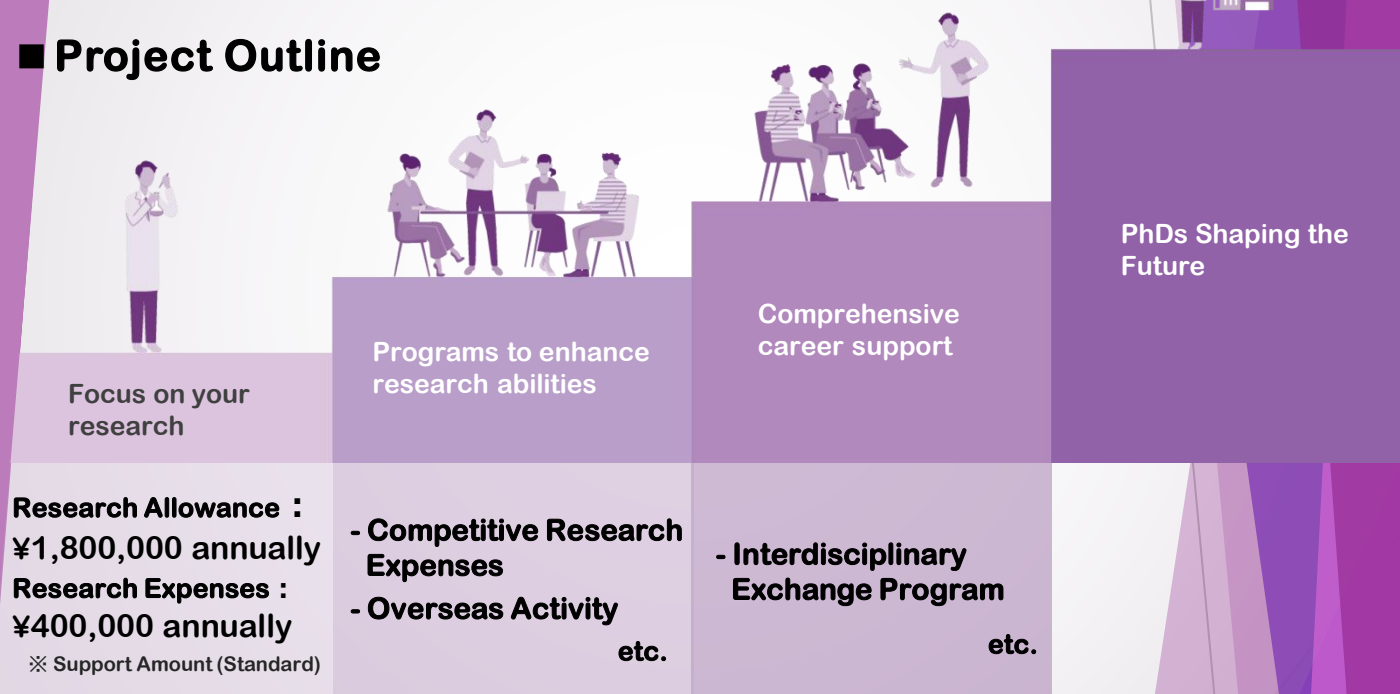 ■ Project Outline
Focus on your
research
Research Allowance：
¥1,800,000 annually
Research Expenses :
¥400,000 annually
※ Support Amount (Standard)
Programs to enhance
research abilities
- Competitive Research
Expenses
- Overseas Activity
etc.
Comprehensive
career support
- Interdisciplinary
Exchange Program
etc.
PhDs Shaping the
Future